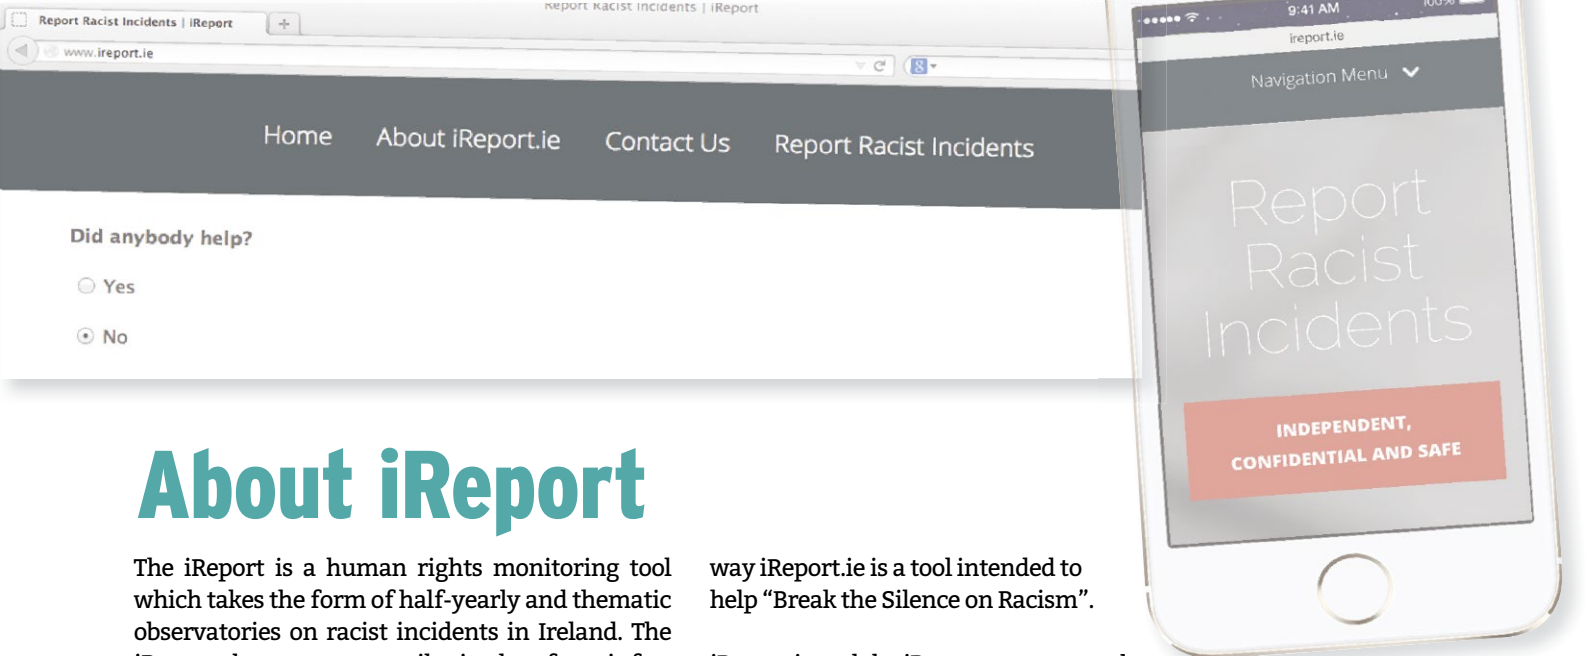 Report Racist Incidents | iReport
Report Racist Incidents | iReport
www.ireport.ie
Home About iReport.ie Contact Us Report Racist Incidents
Did anybody help?
Yes
No
9:41 AM
100%
ireport.ie
Navigation Menu
Report
Racist
Incidents
INDEPENDENT,
CONFIDENTIAL AND SAFE
About iReport
The iReport is a human rights monitoring tool
which takes the form of half-yearly and thematic
observatories on racist incidents in Ireland. The
way iReport.ie is a tool intended to
help “Break the Silence on Racism”.